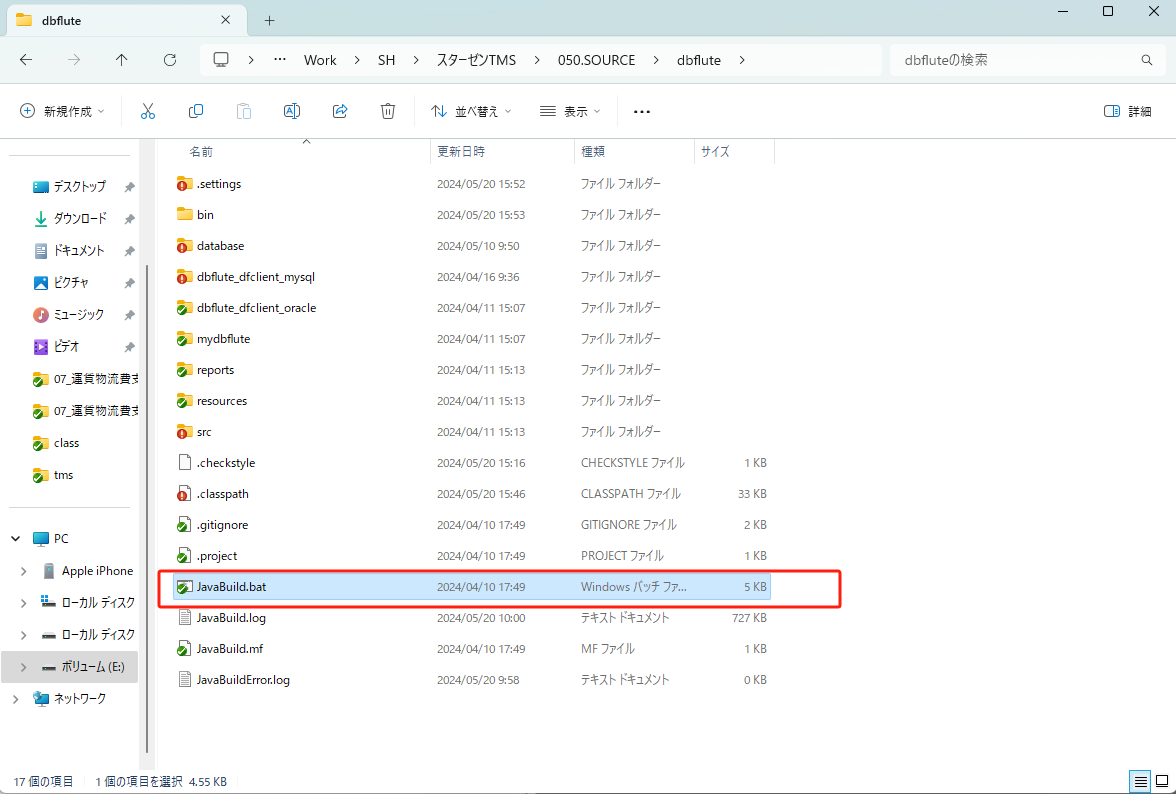 dbflute
Work > SH > スターゼンTMS > 050.SOURCE > dbflute >
dbfluteの検索
新規作成
並べ替え
表示
詳細
名前 更新日時 種類 サイズ
デスクトップ
ダウンロード
ドキュメント
ピクチャ
ミュージック
ビデオ
07_運賃物流費支
07_運賃物流費支
class
tms
PC
Apple iPhone
ローカル ディスク
ローカル ディスク
ボリューム (E:)
ネットワーク
.settings 2024/05/20 15:52 ファイル フォルダー
bin 2024/05/20 15:53 ファイル フォルダー
database 2024/05/10 9:50 ファイル フォルダー
dbflute_dfclient_mysql 2024/04/16 9:36 ファイル フォルダー
dbflute_dfclient_oracle 2024/04/11 15:07 ファイル フォルダー
mydbflute 2024/04/11 15:07 ファイル フォルダー
reports 2024/04/11 15:13 ファイル フォルダー
resources 2024/04/11 15:13 ファイル フォルダー
src 2024/04/11 15:13 ファイル フォルダー
.checkstyle 2024/05/20 15:16 CHECKSTYLE ファイル 1 KB
.classpath 2024/05/20 15:46 CLASSPATH ファイル 33 KB
.gitignore 2024/04/10 17:49 GITIGNORE ファイル 2 KB
.project 2024/04/10 17:49 PROJECT ファイル 1 KB
JavaBuild.bat 2024/04/10 17:49 Windows バッチ ファ... 5 KB
JavaBuild.log 2024/05/20 10:00 テキスト ドキュメント 727 KB
JavaBuild.mf 2024/04/10 17:49 MF ファイル 1 KB
JavaBuildError.log 2024/05/20 9:58 テキスト ドキュメント 0 KB
17 個の項目 1 個の項目を選択 4.55 KB